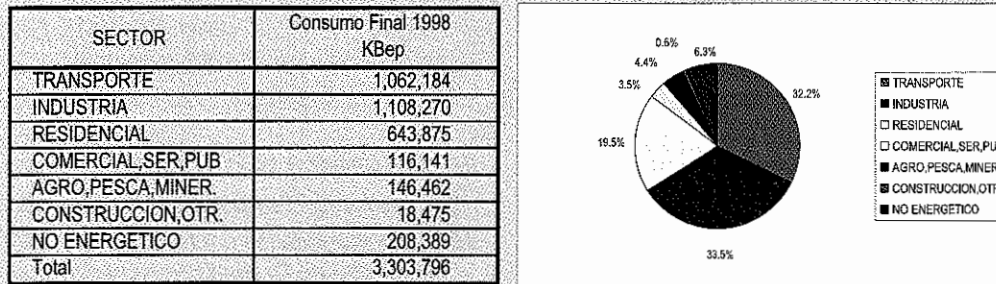 SECTOR Consumo Final 1998
KBep
TRANSPORTE 1,062,184
INDUSTRIA 1,108,270
RESIDENCIAL 643,875
COMERCIAL,SER,PUB 116,141
AGRO,PESCA,MINER. 146,462
CONSTRUCCION,OTR. 18,475
NO ENERGETICO 208,389
Total 3,303,796
0.6% 6.3%
4.4%
3.5%
32.2%
19.5%
33.5%
TRANSPORTE
INDUSTRIA
RESIDENCIAL
COMERCIAL,SER,PU
AGRO,PESCA,MINER
CONSTRUCCION,OT
NO ENERGETICO